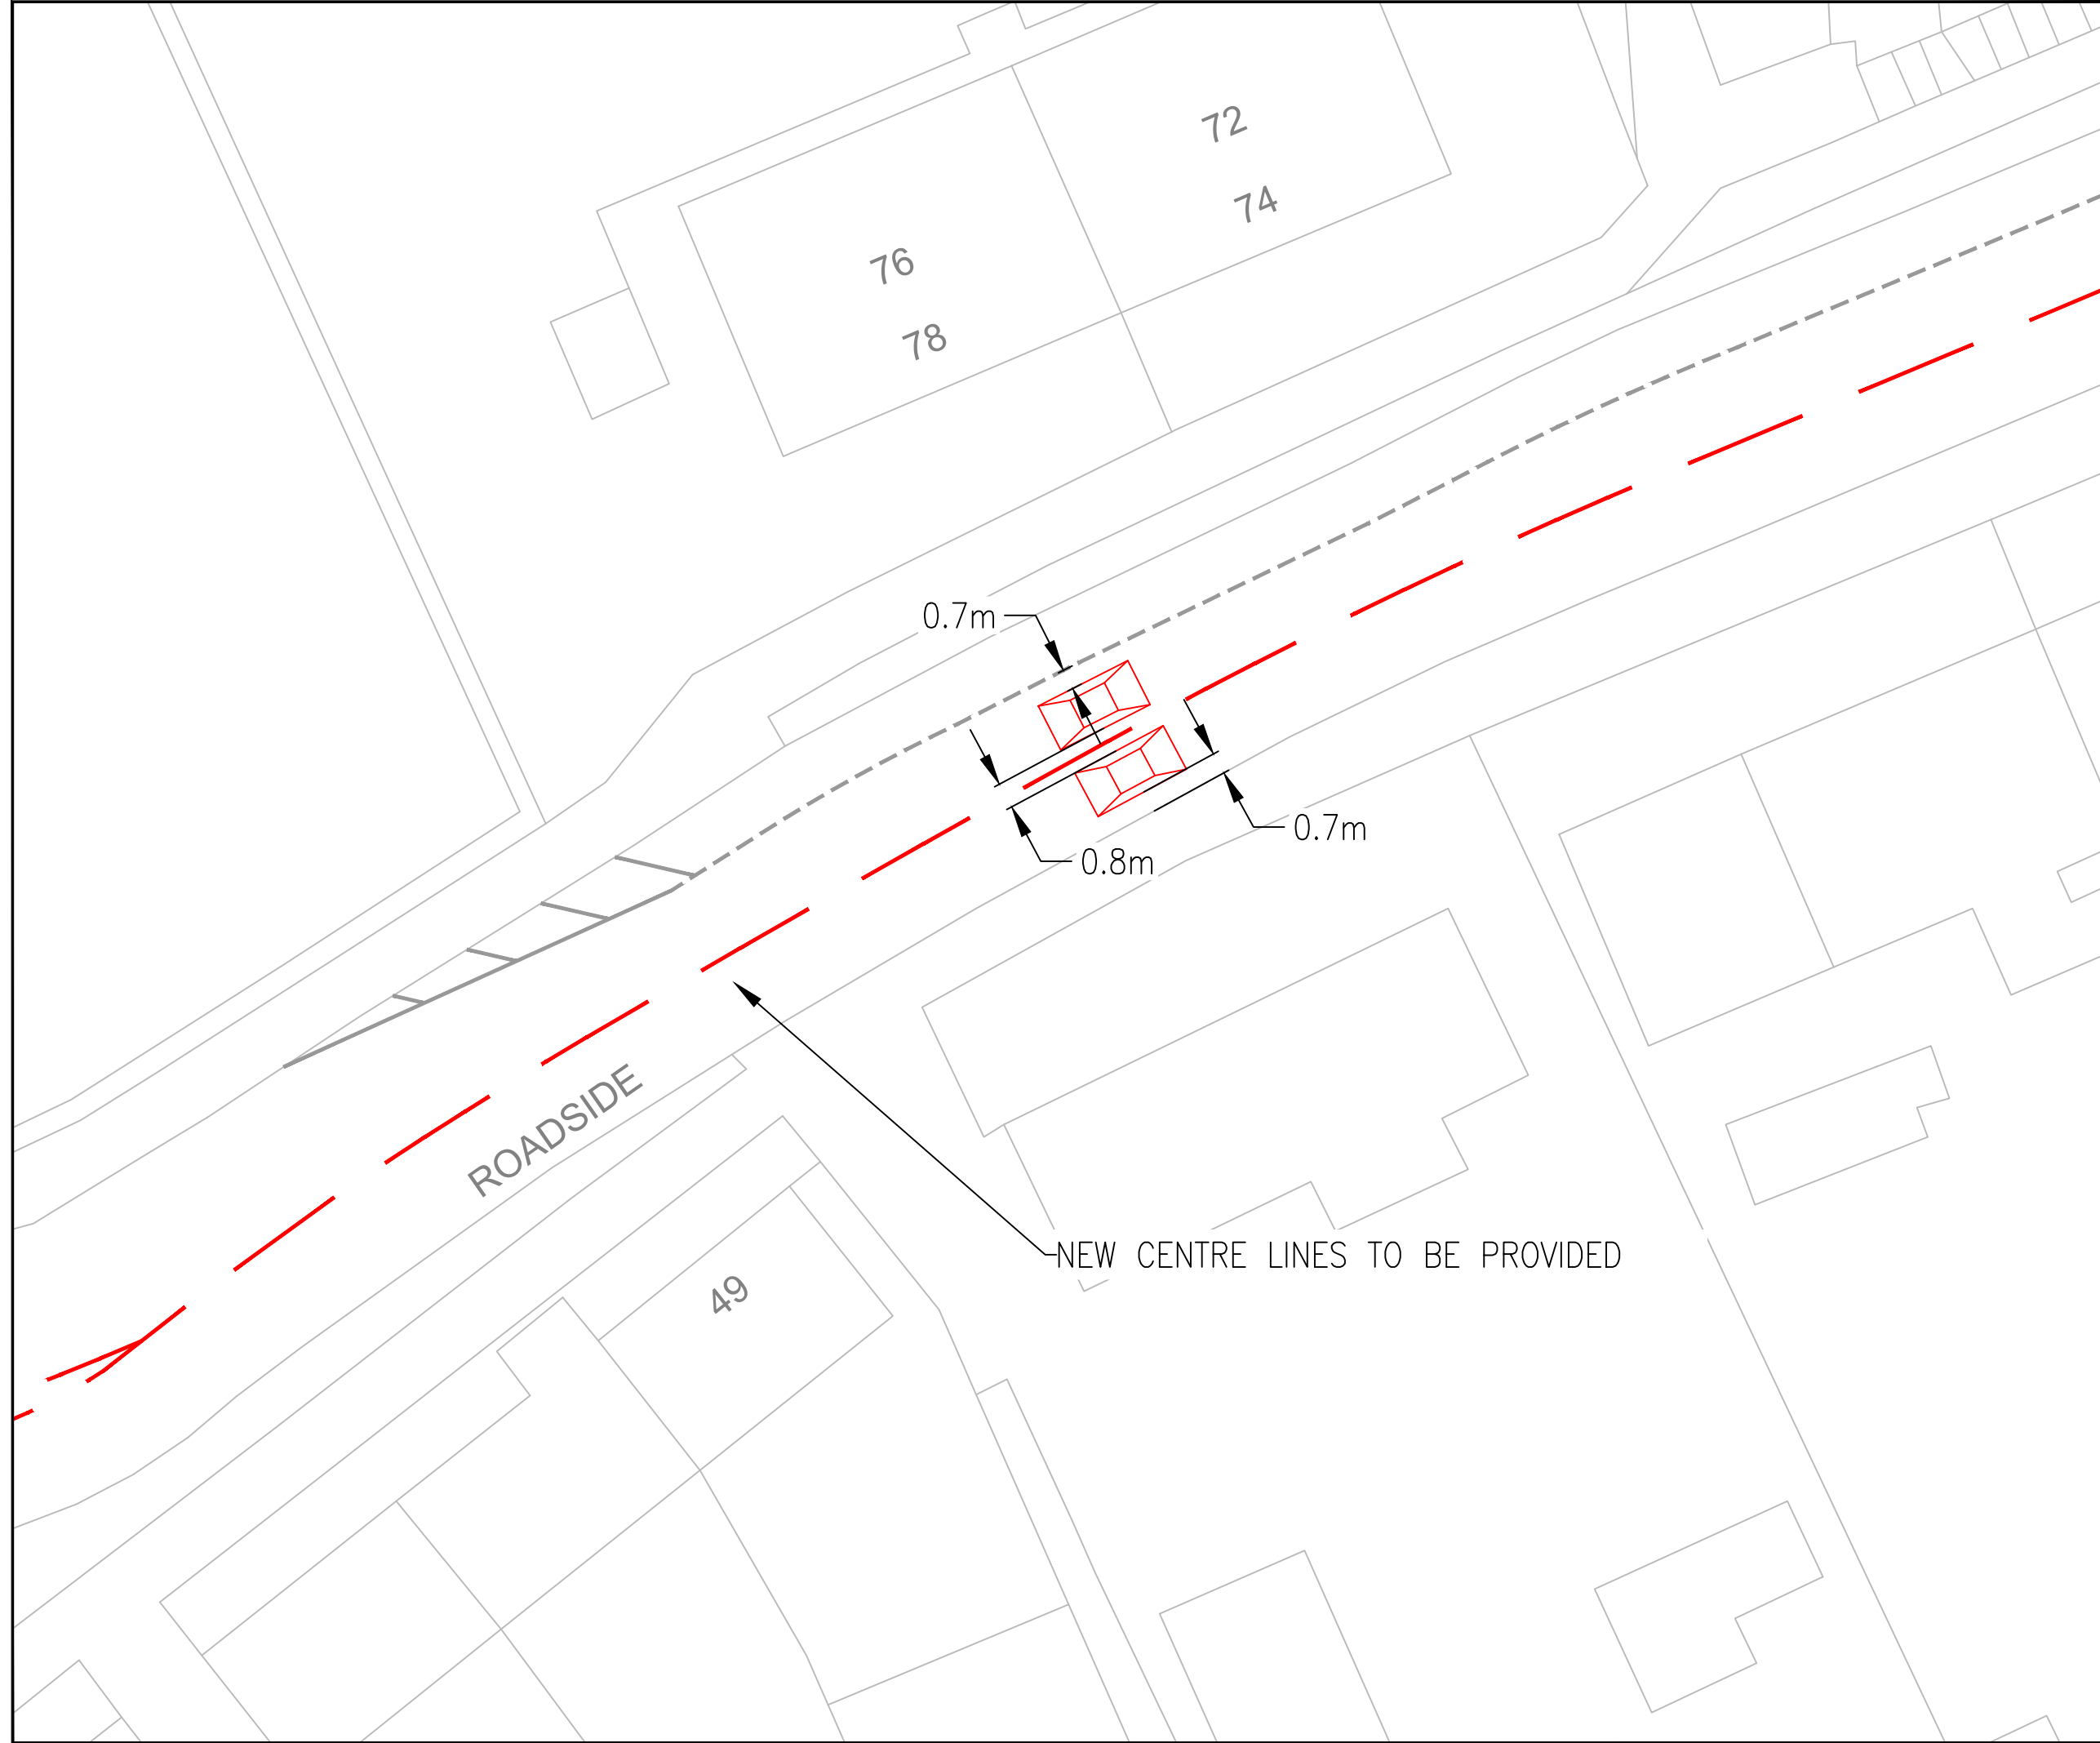 72
74
76
78
0.7m
0.7m
0.8m
ROADSIDE
NEW CENTRE LINES TO BE PROVIDED
49